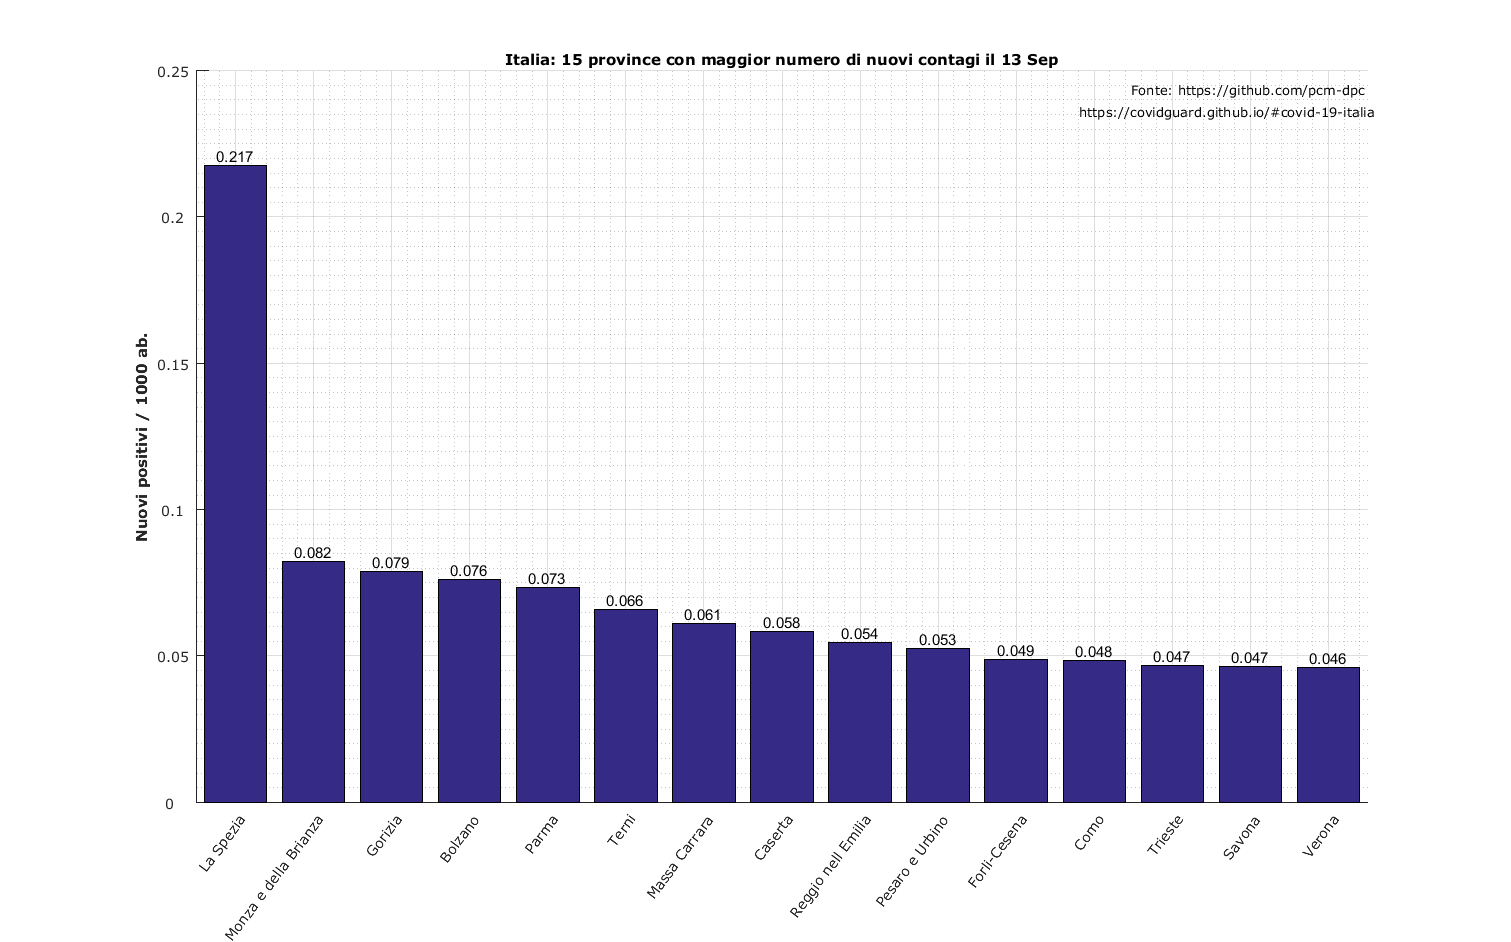 Italia: 15 province con maggior numero di nuovi contagi il 13 Sep
Fonte: https://github.com/pcm-dpc
https://covidguard.github.io/#covid-19-italia
Nuovi positivi / 1000 ab.
0.25
0.2
0.15
0.1
0.05
0
0.217
0.082
0.079
0.076
0.073
0.066
0.061
0.058
0.054
0.053
0.049
0.048
0.047
0.047
0.046
La Spezia
Monza e della Brianza
Gorizia
Bolzano
Parma
Terni
Massa Carrara
Caserta
Reggio nell Emilia
Pesaro e Urbino
Forlì-Cesena
Como
Trieste
Savona
Verona